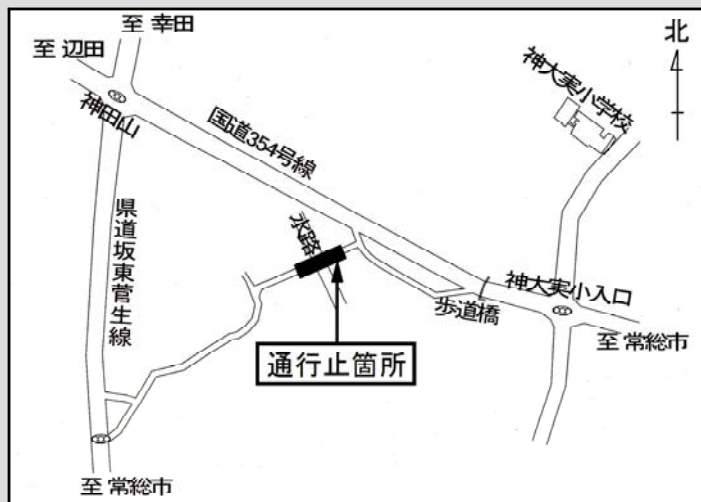 至 幸田
至 辺田
北
神大実小学校
神田山
国道354号線
水路
県道坂東菅生線
神大実小入口
歩道橋
至 常総市
通行止箇所
至 常総市